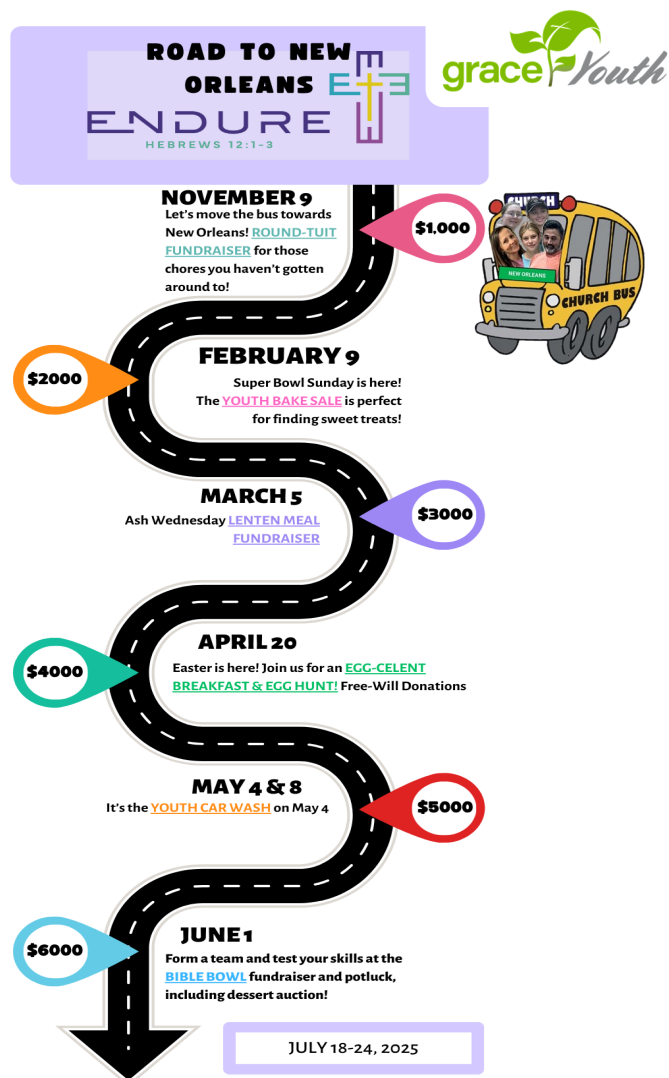 ROAD TO NEW
ORLEANS
ENDURE
HEBREWS 12:1-3
grace Youth
NOVEMBER 9
Let's move the bus towards
New Orleans! ROUND-TUIT
FUNDRAISER for those
chores you haven't gotten
around to!
$1,000
CHURCH
NEW ORLEANS
CHURCH BUS
FEBRUARY 9
$2000
Super Bowl Sunday is here!
The YOUTH BAKE SALE is perfect
for finding sweet treats!
MARCH 5
Ash Wednesday LENTEN MEAL
FUNDRAISER
$3000
APRIL 20
$4000
Easter is here! Join us for an EGG-CELENT
BREAKFAST & EGG HUNT! Free-Will Donations
MAY 4 & 8
It's the YOUTH CAR WASH on May 4
$5000
JUNE 1
$6000
Form a team and test your skills at the
BIBLE BOWL fundraiser and potluck,
including dessert auction!
JULY 18-24, 2025